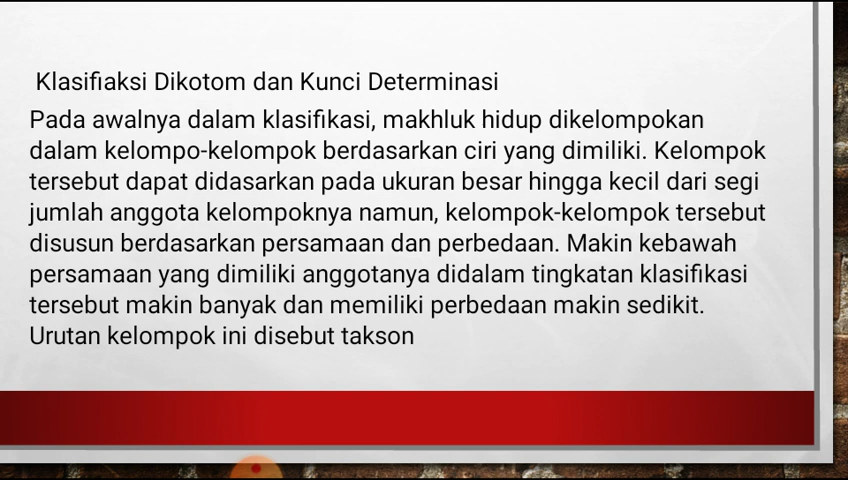 Klasifiaksi Dikotom dan Kunci Determinasi
Pada awalnya dalam klasifikasi, makhluk hidup dikelompokan
dalam kelompo-kelompok berdasarkan ciri yang dimiliki. Kelompok
tersebut dapat didasarkan pada ukuran besar hingga kecil dari segi
jumlah anggota kelompoknya namun, kelompok-kelompok tersebut
disusun berdasarkan persamaan dan perbedaan. Makin kebawah
persamaan yang dimiliki anggotanya didalam tingkatan klasifikasi
tersebut makin banyak dan memiliki perbedaan makin sedikit.
Urutan kelompok ini disebut takson